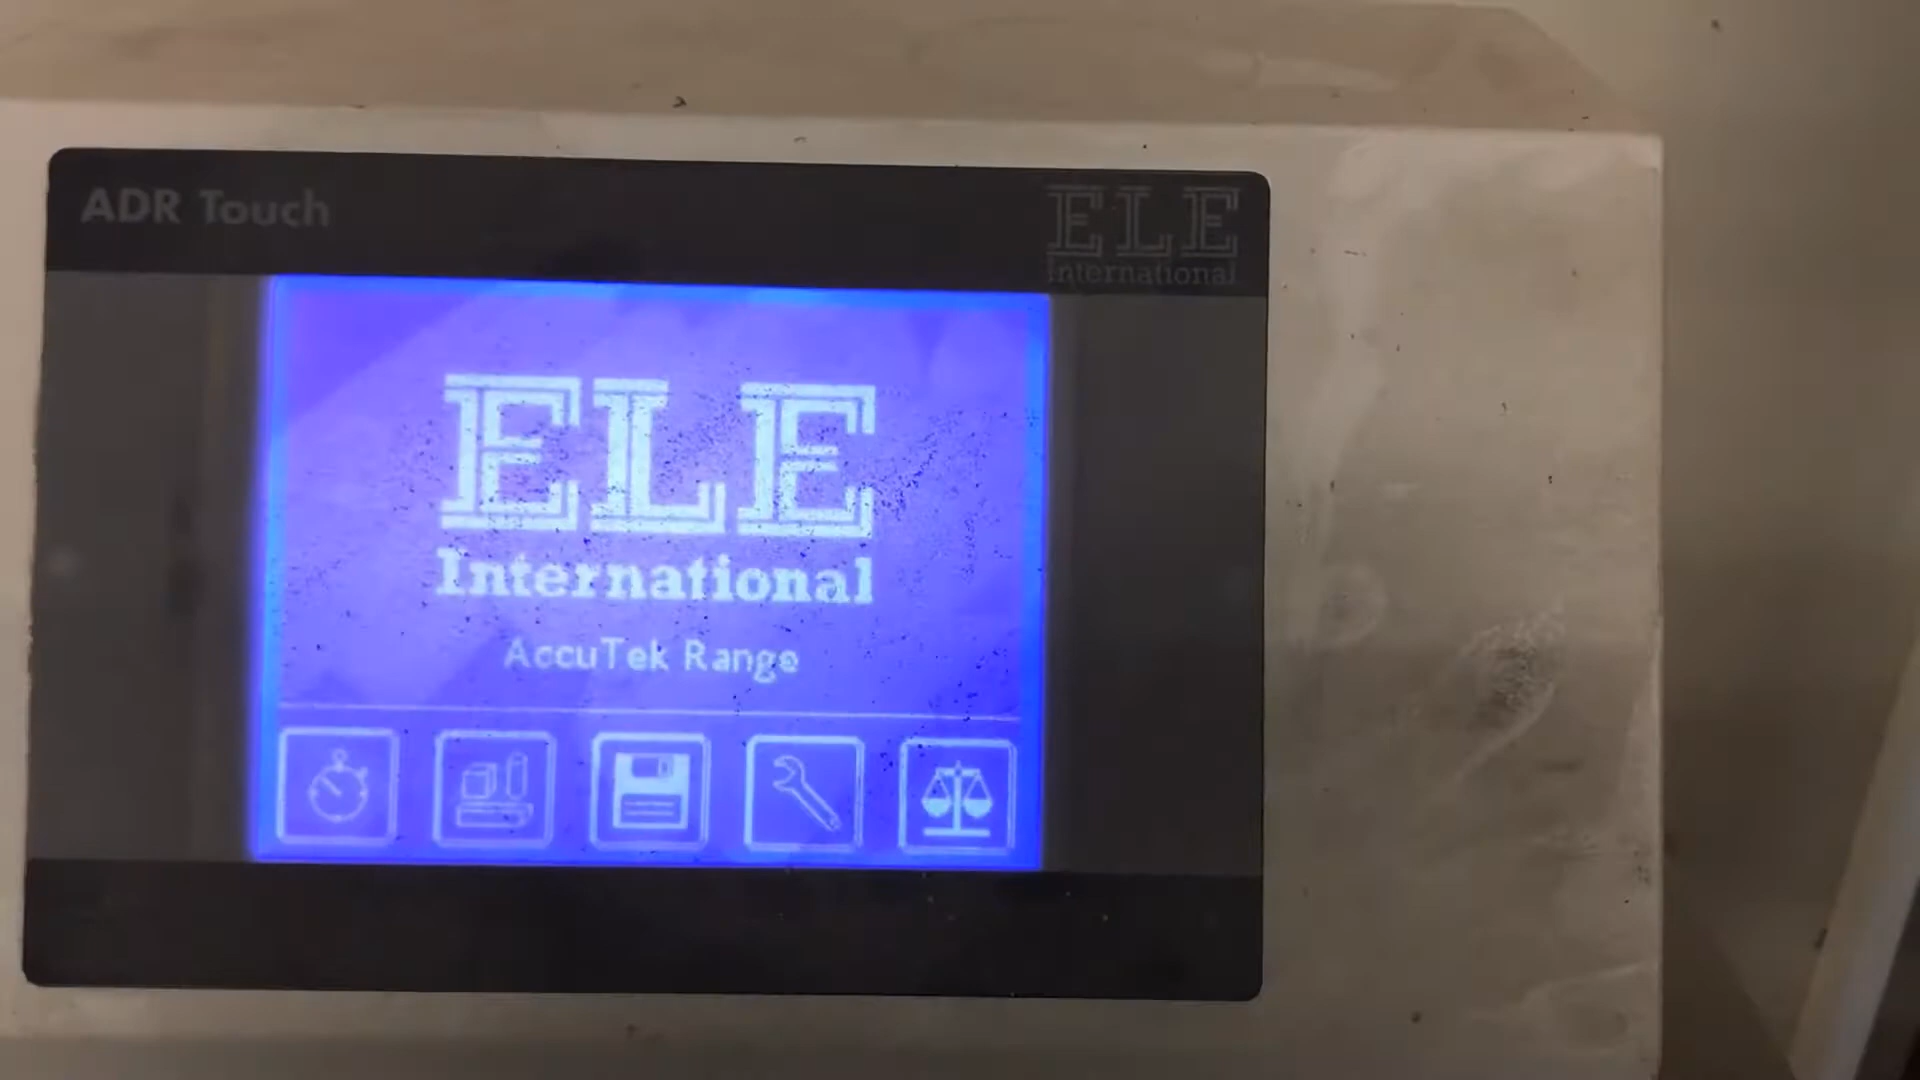 ADR Touch
ELE
International
ELE
International
AccuTek Range